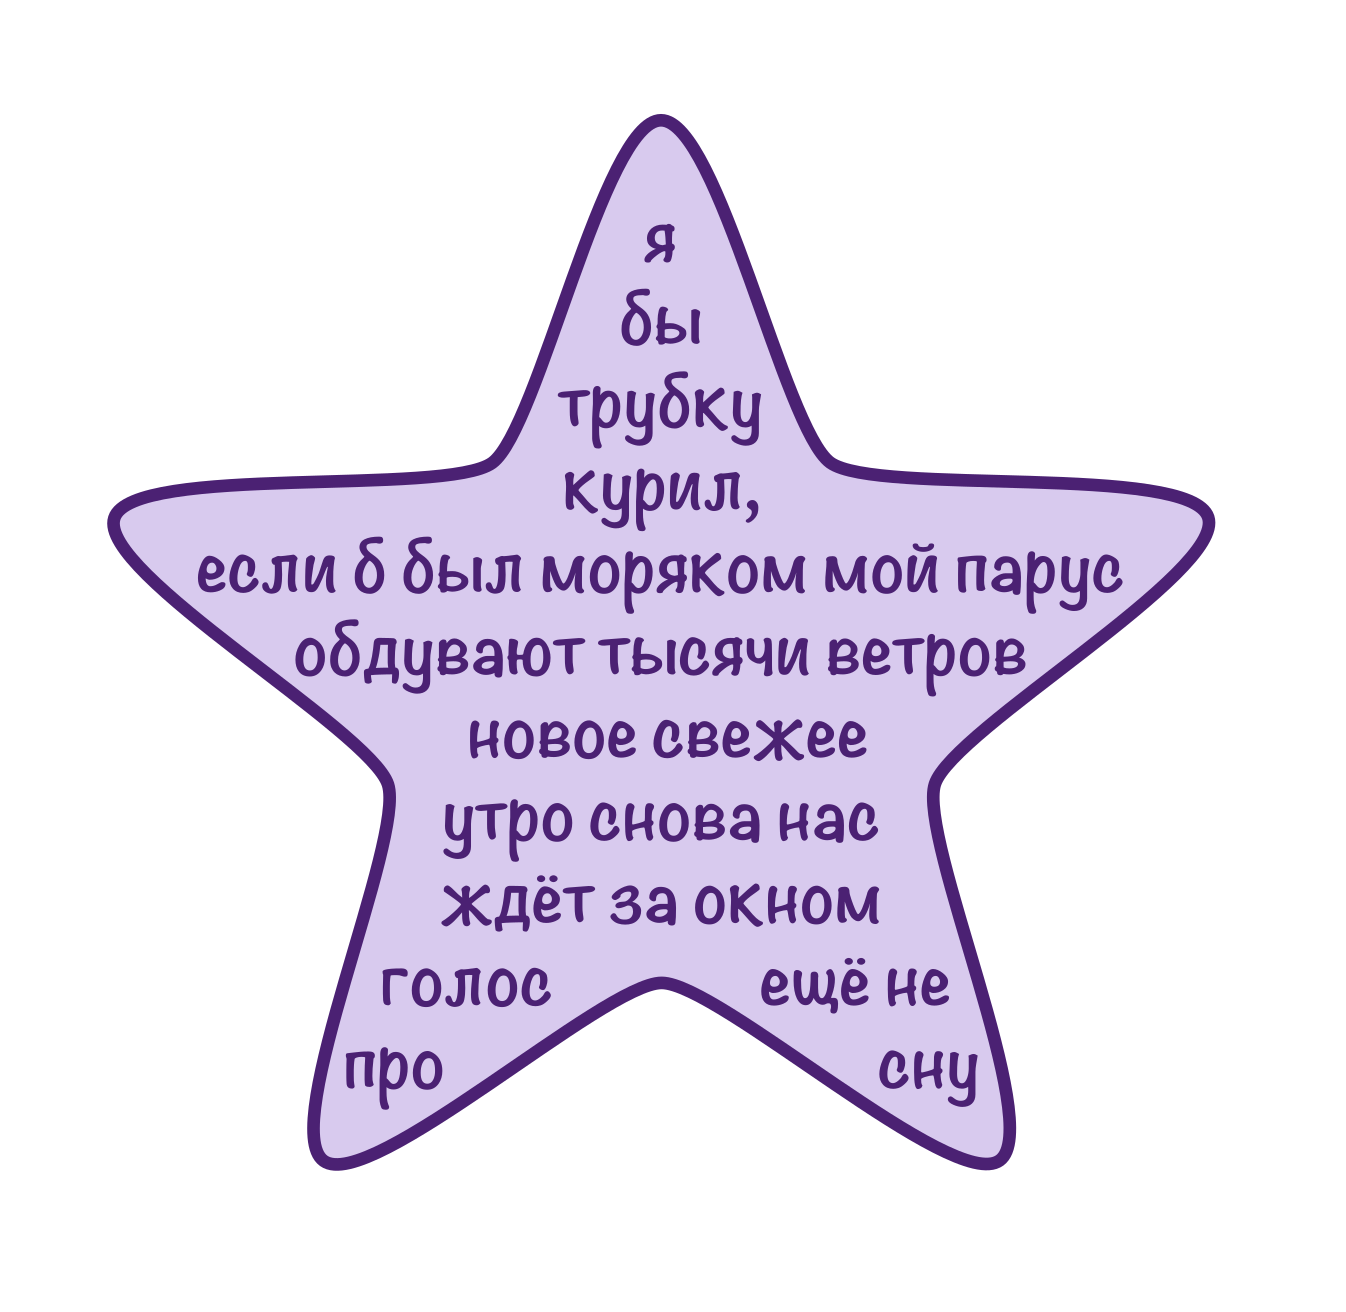 я
бы
трубку
курил,
если б был моряком мой парус
обдувают тысячи ветров
новое свежее
утро снова нас
ждёт за окном
голос ещё не
про сну